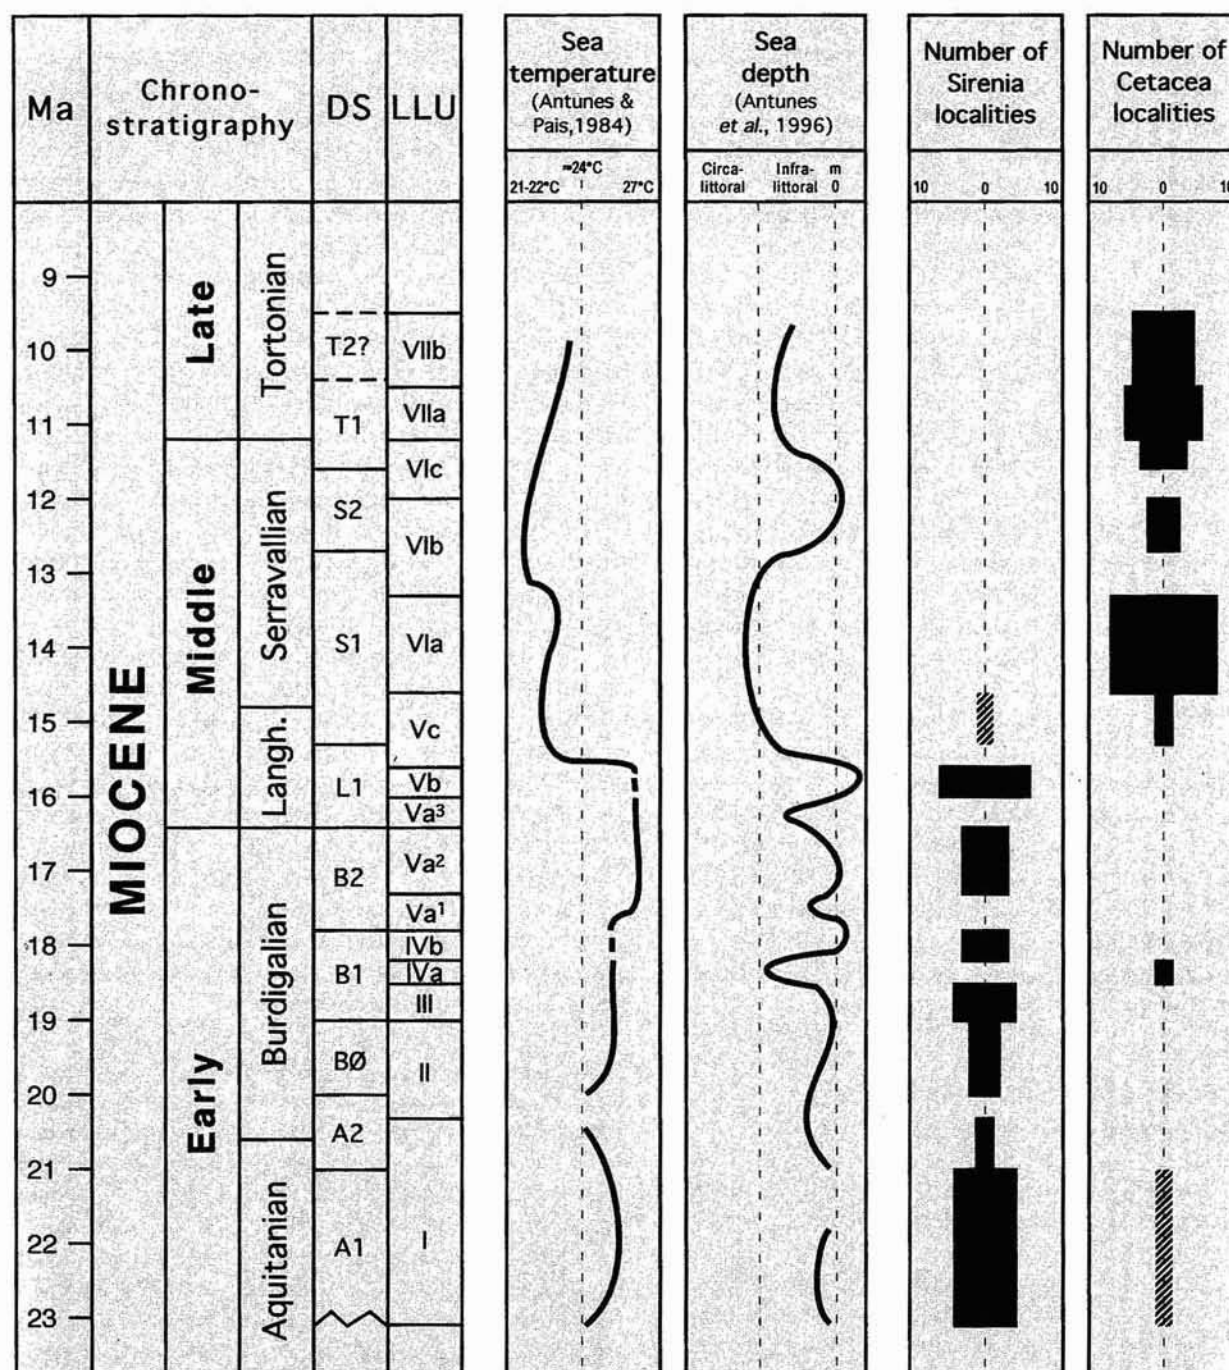 Ma
Chrono-
stratigraphy
DS
LLU
Sea
temperature
(Antunes &
Pais,1984)
≈24°C
21-22°C 27°C
Sea
depth
(Antunes
et al., 1996)
Circa-
littoral
Infra-
littoral
m
0
Number of
Sirenia
localities
10 0 10
Number of
Cetacea
localities
10 0 10
9
10
11
12
13
14
15
16
17
18
19
20
21
22
23
MIOCENE
Late
Middle
Early
Tortonian
Serravallian
Langh.
Burdigalian
Aquitanian
T2?
T1
S2
S1
L1
B2
B1
BØ
A2
A1
VIIb
VIIa
VIc
VIb
VIa
Vc
Vb
Va³
Va²
Va¹
IVb
IVa
III
II
I